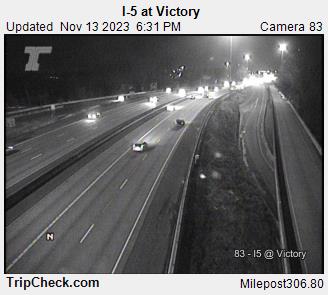 I-5 at Victory
Updated Nov 13 2023 6:31 PM Camera 83
T
N
83 - I5 @ Victory
TripCheck.com Milepost306.80